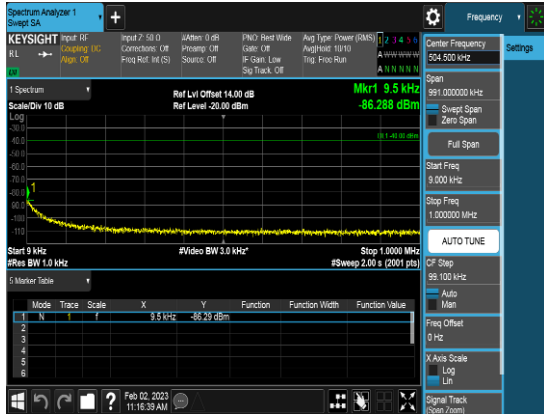 Spectrum Analyzer 1
Swept SA
Frequency
KEYSIGHT
RL
Input: RF
Coupling: DC
Align: Off
Input Z: 50 Ω
Corrections: Off
Freq Ref: Int (S)
#Atten: 0 dB
Preamp: Off
Source: Off
PNO: Best Wide
Gate: Off
IF Gain: Low
Sig Track: Off
Avg Type: Power (RMS)
Avg|Hold: 10/10
Trig: Free Run
1 2 3 4 5 6
A W W W W W
A N N N N N
1 Spectrum
Scale/Div 10 dB
Ref Lvl Offset 14.00 dB
Ref Level -20.00 dBm
Mkr1 9.5 kHz
-86.288 dBm
Log
-30.0
-40.0
-50.0
-60.0
-70.0
-80.0
-90.0
-100
-110
DL1 -40.00 dBm
1
Start 9 kHz
#Res BW 1.0 kHz
#Video BW 3.0 kHz*
Stop 1.0000 MHz
#Sweep 2.00 s (2001 pts)
5 Marker Table
Mode Trace Scale X Y Function Function Width Function Value
1 N 1 f 9.5 kHz -86.29 dBm
2
3
4
5
6
Feb 02, 2023
11:16:39 AM
Center Frequency
504.500 kHz
Settings
Span
991.000000 kHz
Swept Span
Zero Span
Full Span
Start Freq
9.000 kHz
Stop Freq
1.000000 MHz
AUTO TUNE
CF Step
99.100 kHz
Auto
Man
Freq Offset
0 Hz
X Axis Scale
Log
Lin
Signal Track
(Span Zoom)